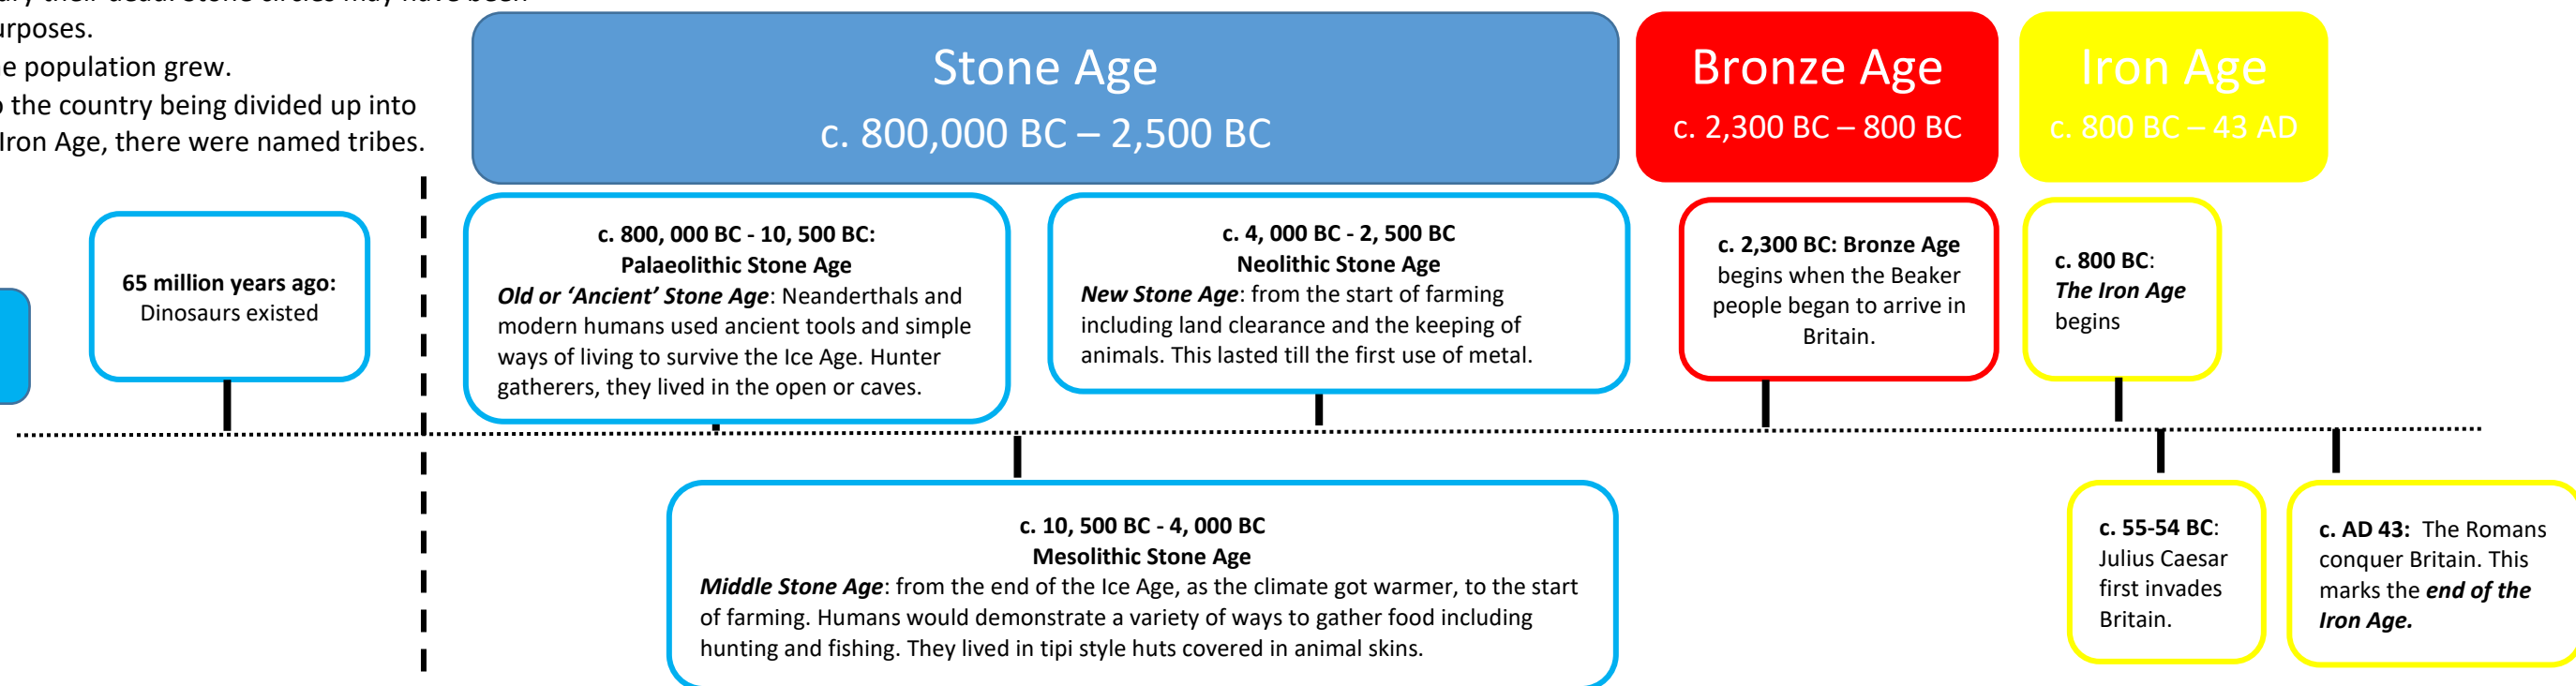 their dead. Stone circles may have been
purposes.
population grew.
the country being divided up into
Iron Age, there were named tribes.
Stone Age
c. 800,000 BC – 2,500 BC
Bronze Age
c. 2,300 BC – 800 BC
Iron Age
c. 800 BC – 43 AD
65 million years ago:
Dinosaurs existed
c. 800, 000 BC - 10, 500 BC:
Palaeolithic Stone Age
Old or ‘Ancient’ Stone Age: Neanderthals and
modern humans used ancient tools and simple
ways of living to survive the Ice Age. Hunter
gatherers, they lived in the open or caves.
c. 4, 000 BC - 2, 500 BC
Neolithic Stone Age
New Stone Age: from the start of farming
including land clearance and the keeping of
animals. This lasted till the first use of metal.
c. 2,300 BC: Bronze Age
begins when the Beaker
people began to arrive in
Britain.
c. 800 BC:
The Iron Age
begins
c. 10, 500 BC - 4, 000 BC
Mesolithic Stone Age
Middle Stone Age: from the end of the Ice Age, as the climate got warmer, to the start
of farming. Humans would demonstrate a variety of ways to gather food including
hunting and fishing. They lived in tipi style huts covered in animal skins.
c. 55-54 BC:
Julius Caesar
first invades
Britain.
c. AD 43: The Romans
conquer Britain. This
marks the end of the
Iron Age.